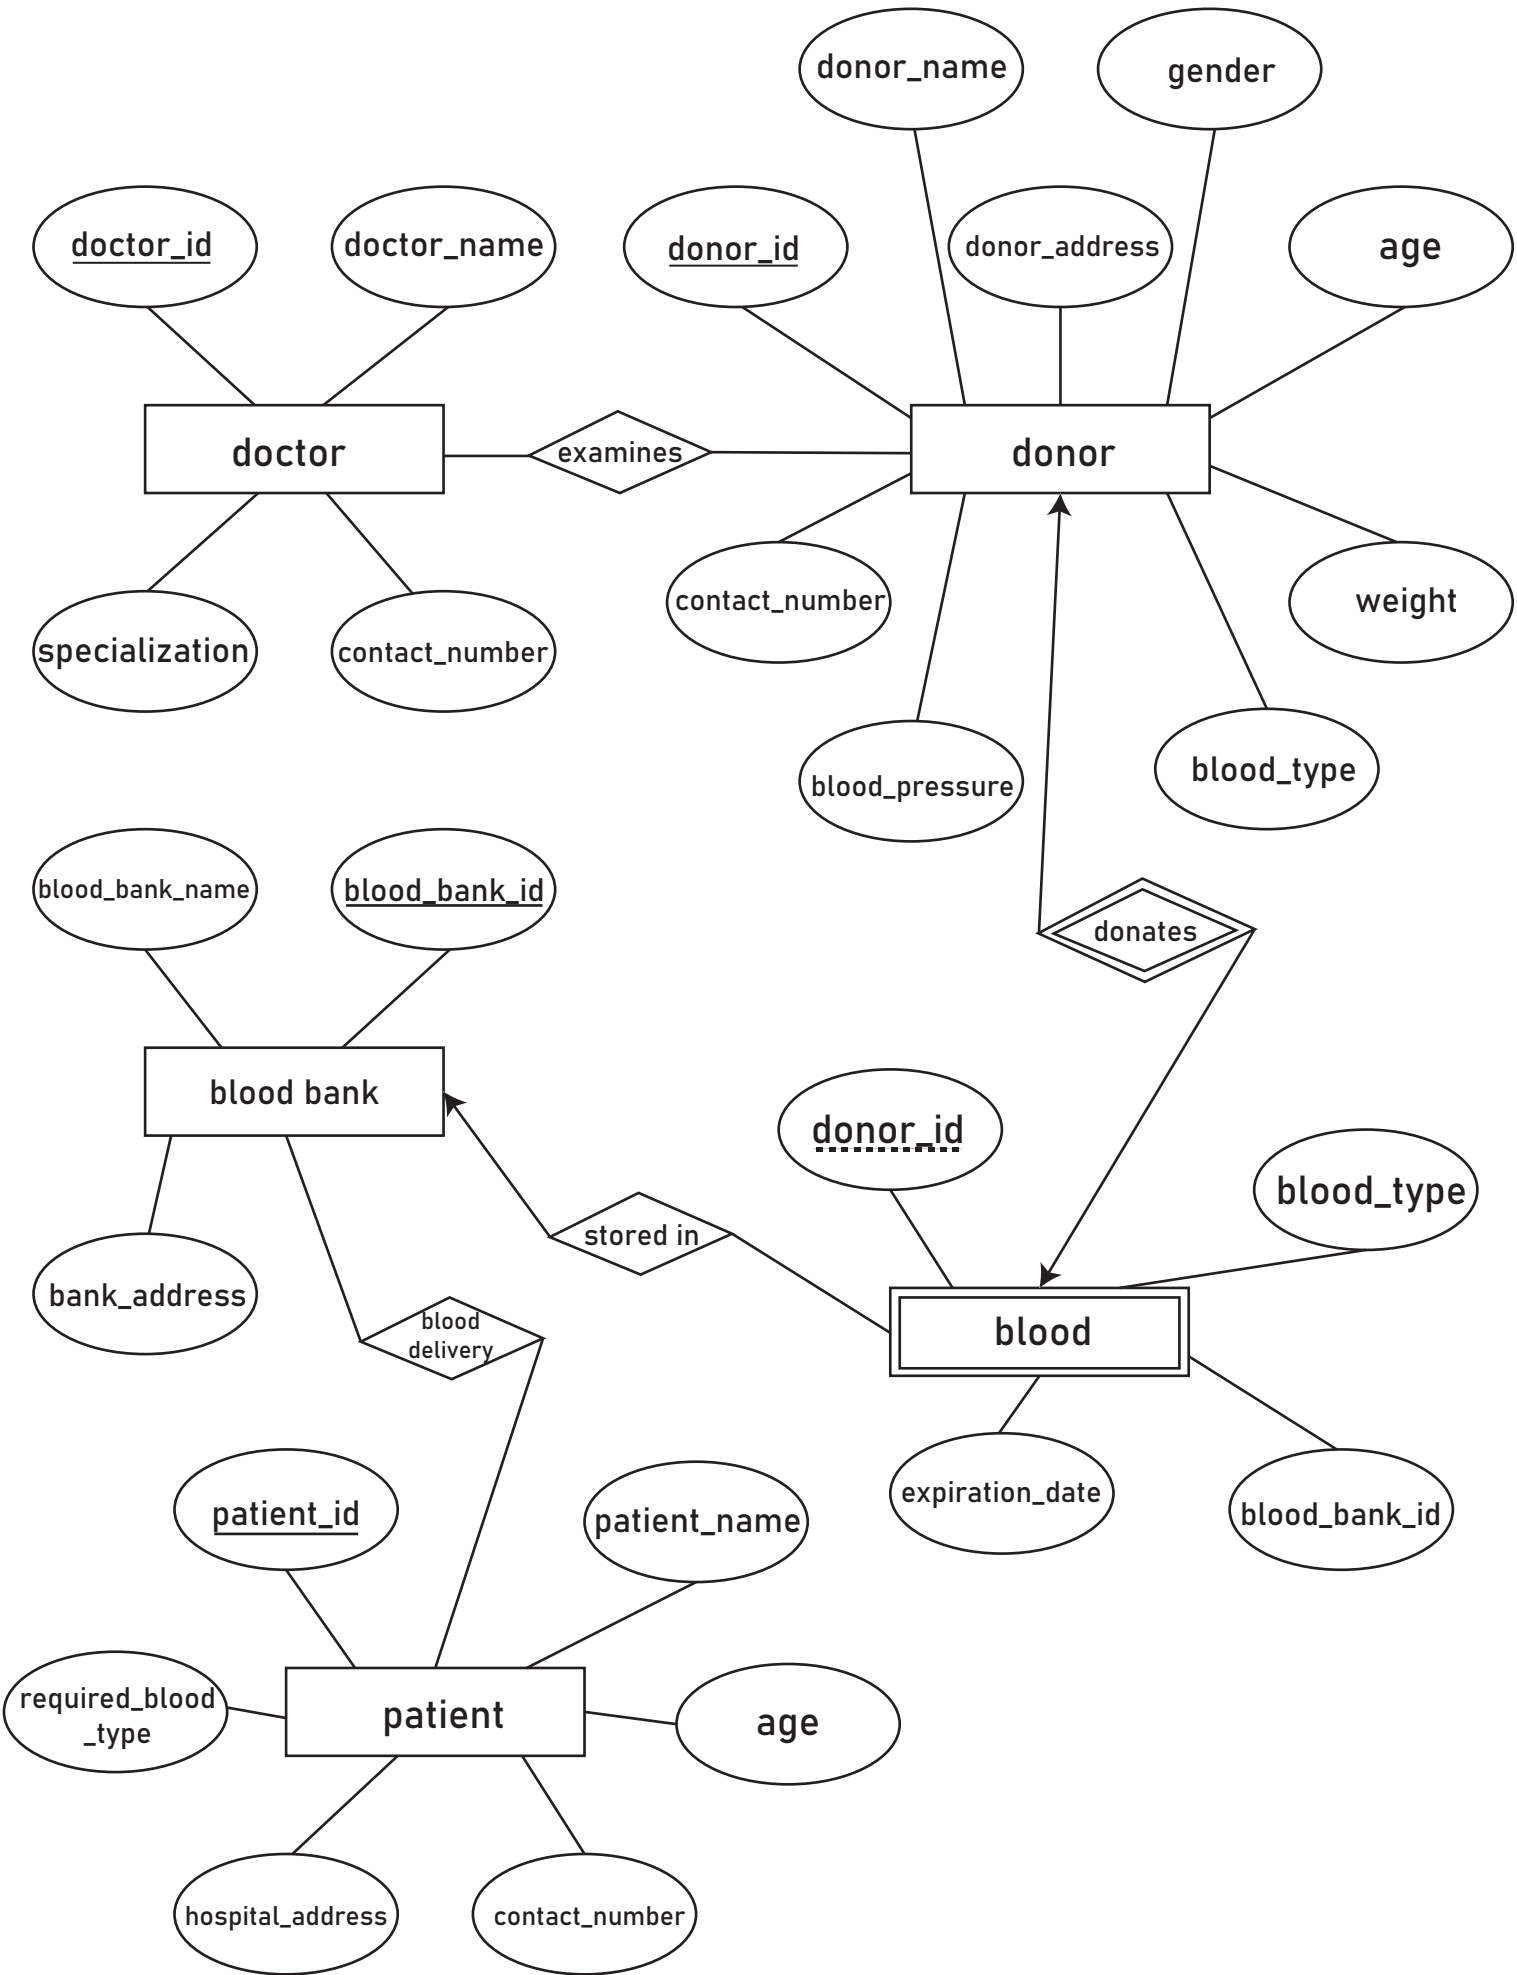 donor_name
gender
doctor_id
doctor_name
donor_id
donor_address
age
doctor
examines
donor
contact_number
weight
specialization
contact_number
blood_pressure
blood_type
blood_bank_name
blood_bank_id
donates
blood bank
donor_id
blood_type
stored in
bank_address
blood
delivery
blood
expiration_date
blood_bank_id
patient_id
patient_name
required_blood
_type
patient
age
hospital_address
contact_number